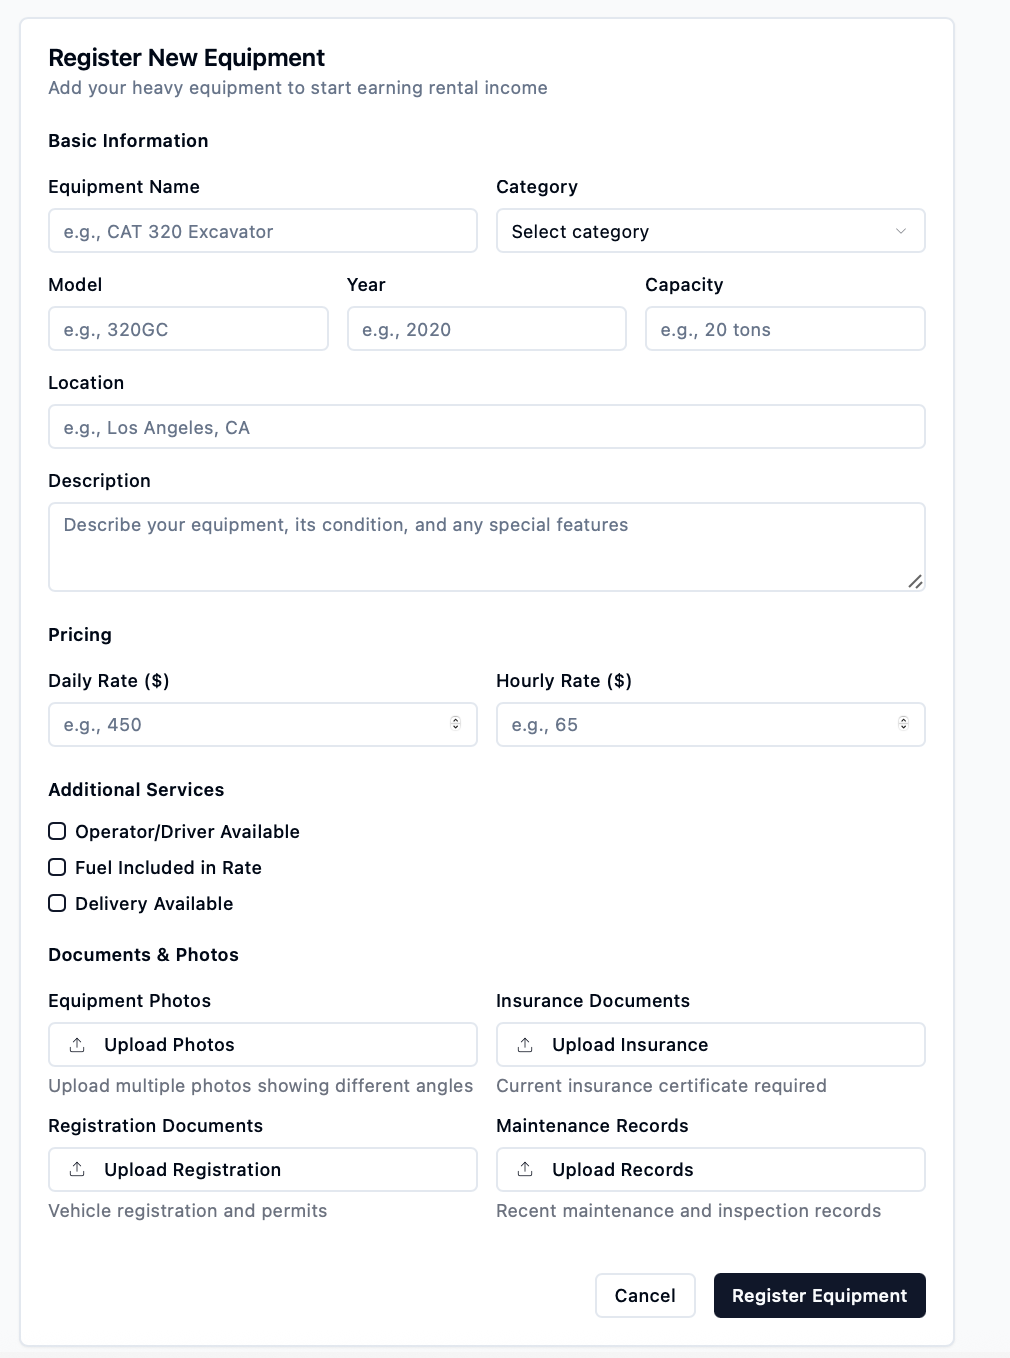 Register New Equipment
Add your heavy equipment to start earning rental income
Basic Information
Equipment Name
e.g., CAT 320 Excavator
Category
Select category
Model
e.g., 320GC
Year
e.g., 2020
Capacity
e.g., 20 tons
Location
e.g., Los Angeles, CA
Description
Describe your equipment, its condition, and any special features
Pricing
Daily Rate ($)
e.g., 450
Hourly Rate ($)
e.g., 65
Additional Services
Operator/Driver Available
Fuel Included in Rate
Delivery Available
Documents & Photos
Equipment Photos
Upload Photos
Upload multiple photos showing different angles
Insurance Documents
Upload Insurance
Current insurance certificate required
Registration Documents
Upload Registration
Vehicle registration and permits
Maintenance Records
Upload Records
Recent maintenance and inspection records
Cancel
Register Equipment